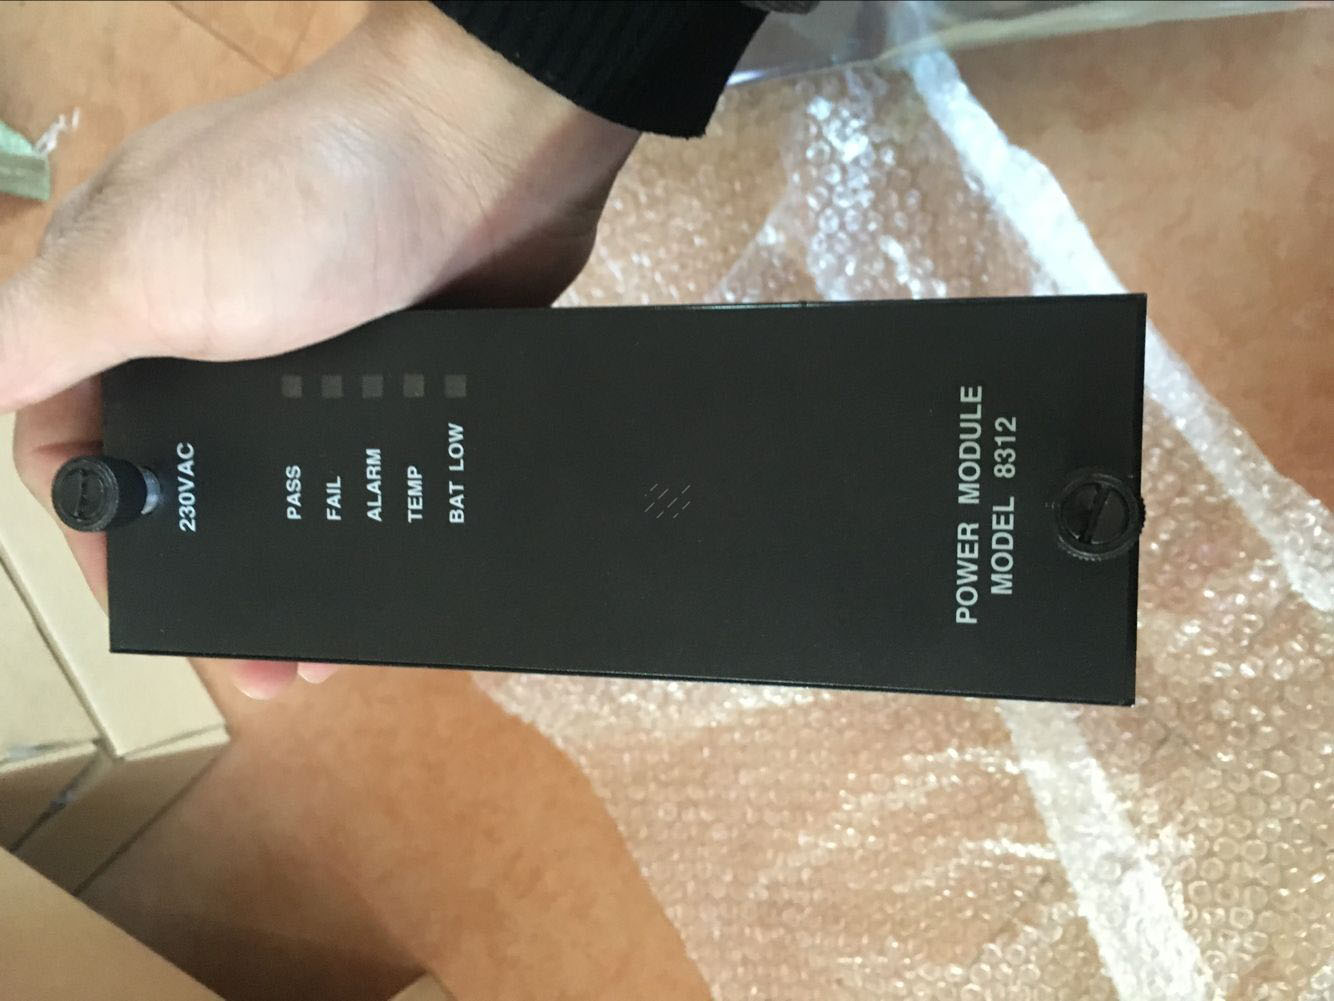 230VAC
PASS
FAIL
ALARM
TEMP
BAT LOW
POWER MODULE
MODEL 8312